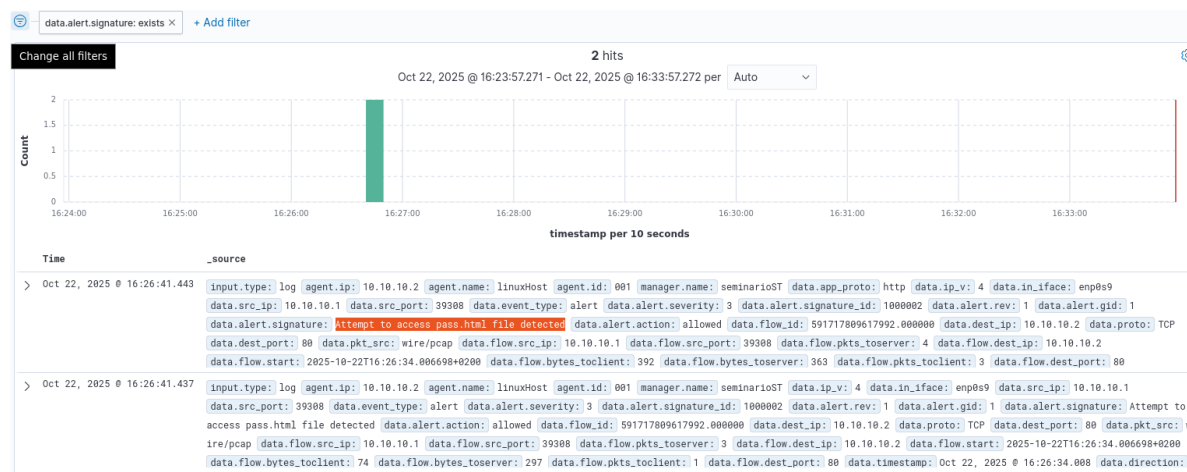 data.alert.signature: exists × + Add filter
Change all filters
2 hits
Oct 22, 2025 @ 16:23:57.271 - Oct 22, 2025 @ 16:33:57.272 per Auto
2
1.5
1
0.5
0
Count
16:24:00 16:25:00 16:26:00 16:27:00 16:28:00 16:29:00 16:30:00 16:31:00 16:32:00 16:33:00
timestamp per 10 seconds
Time _source
Oct 22, 2025 @ 16:26:41.443 input.type: log agent.ip: 10.10.10.2 agent.name: linuxHost agent.id: 001 manager.name: seminarioST data.app_proto: http data.ip_v: 4 data.in_iface: enp0s9
data.src_ip: 10.10.10.1 data.src_port: 39308 data.event_type: alert data.alert.severity: 3 data.alert.signature_id: 1000002 data.alert.rev: 1 data.alert.gid: 1
data.alert.signature: Attempt to access pass.html file detected data.alert.action: allowed data.flow_id: 591717809617992.000000 data.dest_ip: 10.10.10.2 data.proto: TCP
data.dest_port: 80 data.pkt_src: wire/pcap data.flow.src_ip: 10.10.10.1 data.flow.src_port: 39308 data.flow.pkts_toserver: 4 data.flow.dest_ip: 10.10.10.2
data.flow.start: 2025-10-22T16:26:34.006698+0200 data.flow.bytes_toclient: 392 data.flow.bytes_toserver: 363 data.flow.pkts_toclient: 3 data.flow.dest_port: 80
Oct 22, 2025 @ 16:26:41.437 input.type: log agent.ip: 10.10.10.2 agent.name: linuxHost agent.id: 001 manager.name: seminarioST data.ip_v: 4 data.in_iface: enp0s9 data.src_ip: 10.10.10.1
data.src_port: 39308 data.event_type: alert data.alert.severity: 3 data.alert.signature_id: 1000002 data.alert.rev: 1 data.alert.gid: 1 data.alert.signature: Attempt to
access pass.html file detected data.alert.action: allowed data.flow_id: 591717809617992.000000 data.dest_ip: 10.10.10.2 data.proto: TCP data.dest_port: 80 data.pkt_src:
ire/pcap data.flow.src_ip: 10.10.10.1 data.flow.src_port: 39308 data.flow.pkts_toserver: 3 data.flow.dest_ip: 10.10.10.2 data.flow.start: 2025-10-22T16:26:34.006698+0200
data.flow.bytes_toclient: 74 data.flow.bytes_toserver: 297 data.flow.pkts_toclient: 1 data.flow.dest_port: 80 data.timestamp: Oct 22, 2025 @ 16:26:34.008 data.direction: